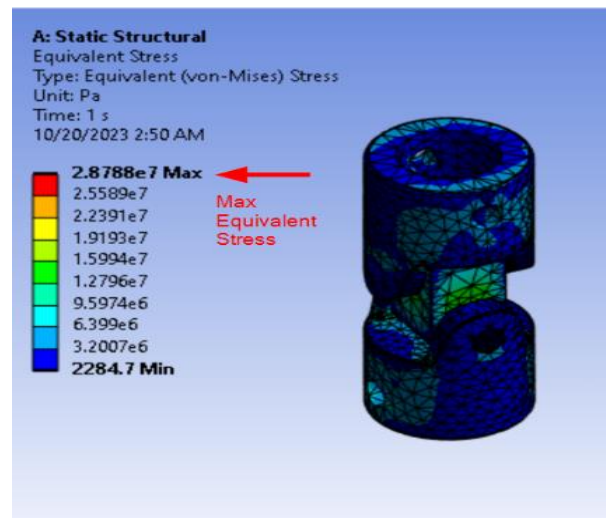 A: Static Structural
Equivalent Stress
Type: Equivalent (von-Mises) Stress
Unit: Pa
Time: 1 s
10/20/2023 2:50 AM
2.8788e7 Max
2.5589e7
2.2391e7
1.9193e7
1.5994e7
1.2796e7
9.5974e6
6.399e6
3.2007e6
2284.7 Min
Max
Equivalent
Stress